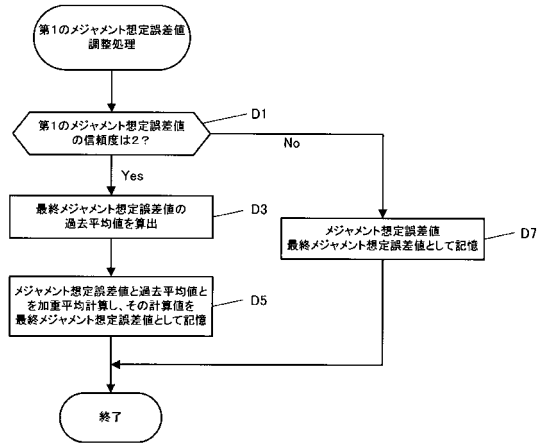 第1のメジャメント想定誤差値
調整処理
D1
第1のメジャメント想定誤差値
の信頼度は2？
No
Yes
最終メジャメント想定誤差値の
過去平均値を算出
D3
メジャメント想定誤差値
最終メジャメント想定誤差値として記憶
D7
メジャメント想定誤差値と過去平均値と
を加重平均計算し、その計算値を
最終メジャメント想定誤差値として記憶
D5
終了